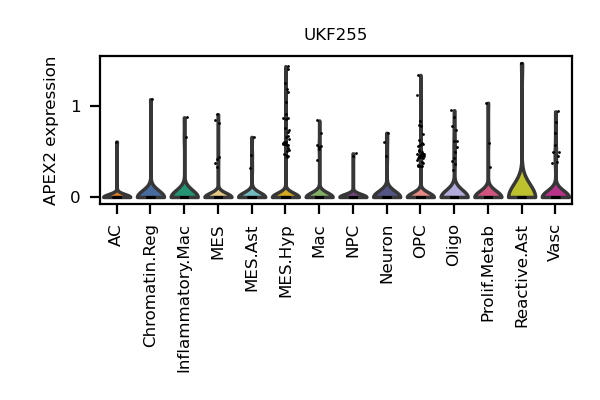 UKF255
APEX2 expression
1
0
AC
Chromatin.Reg
Inflammatory.Mac
MES
MES.Ast
MES.Hyp
Mac
NPC
Neuron
OPC
Oligo
Prolif.Metab
Reactive.Ast
Vasc